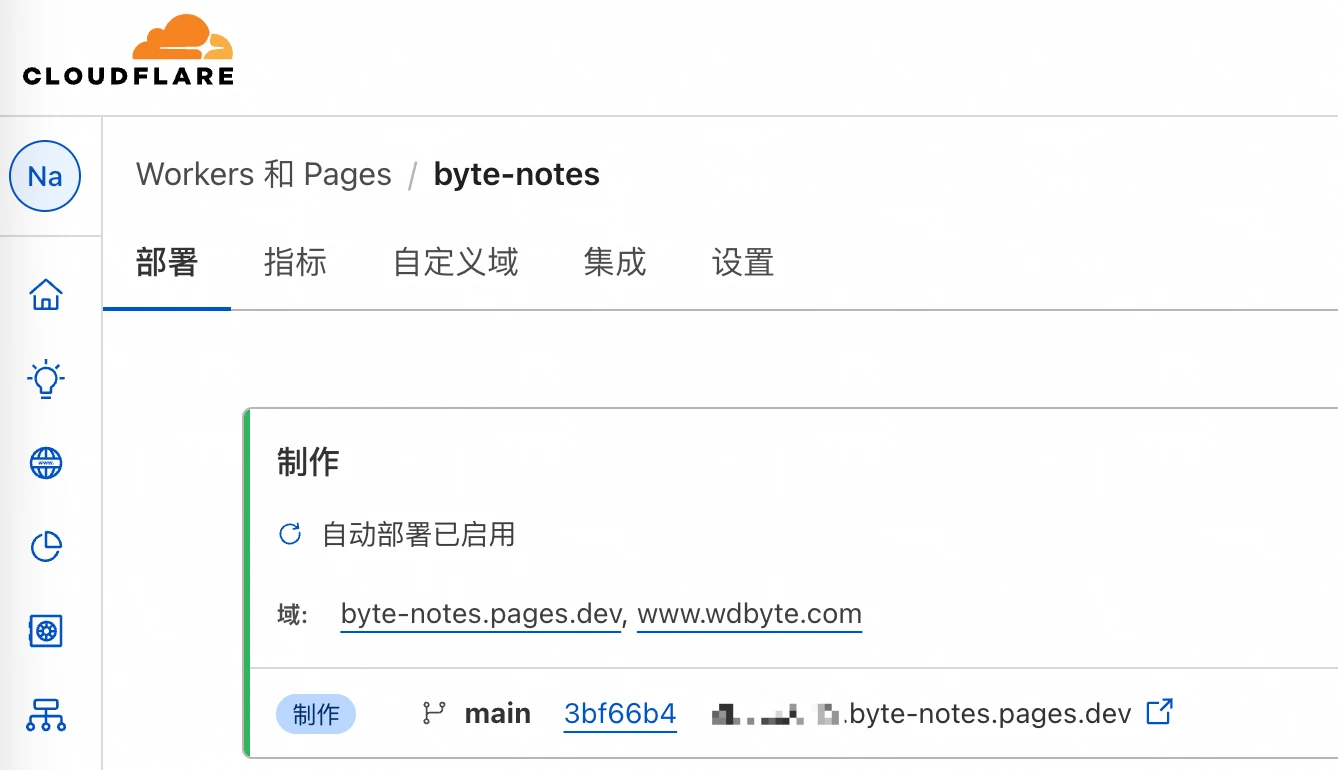 CLOUDFLARE
Na
Workers 和 Pages / byte-notes
部署 指标 自定义域 集成 设置
制作
自动部署已启用
域: byte-notes.pages.dev, www.wdbyte.com
制作 main 3bf66b4 .byte-notes.pages.dev